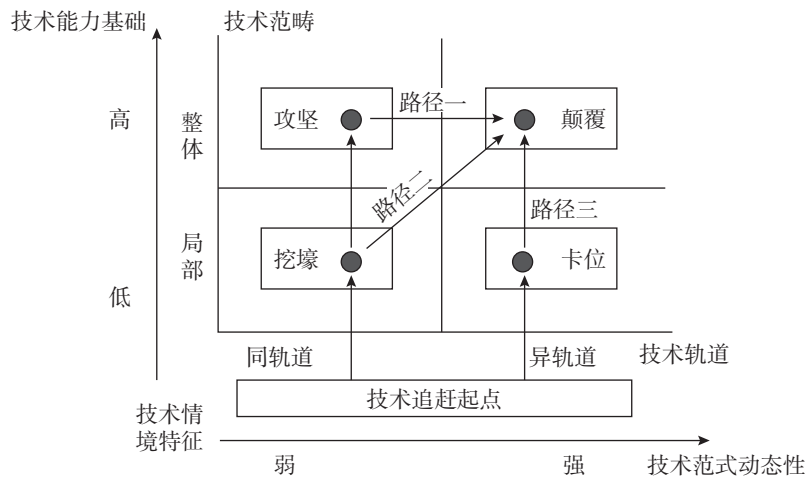 技术能力基础
技术范畴
高
整体
攻坚
路径一
颠覆
路径二
路径三
局部
挖壕
卡位
低
同轨道
异轨道
技术轨道
技术追赶起点
技术情
境特征
弱
强
技术范式动态性